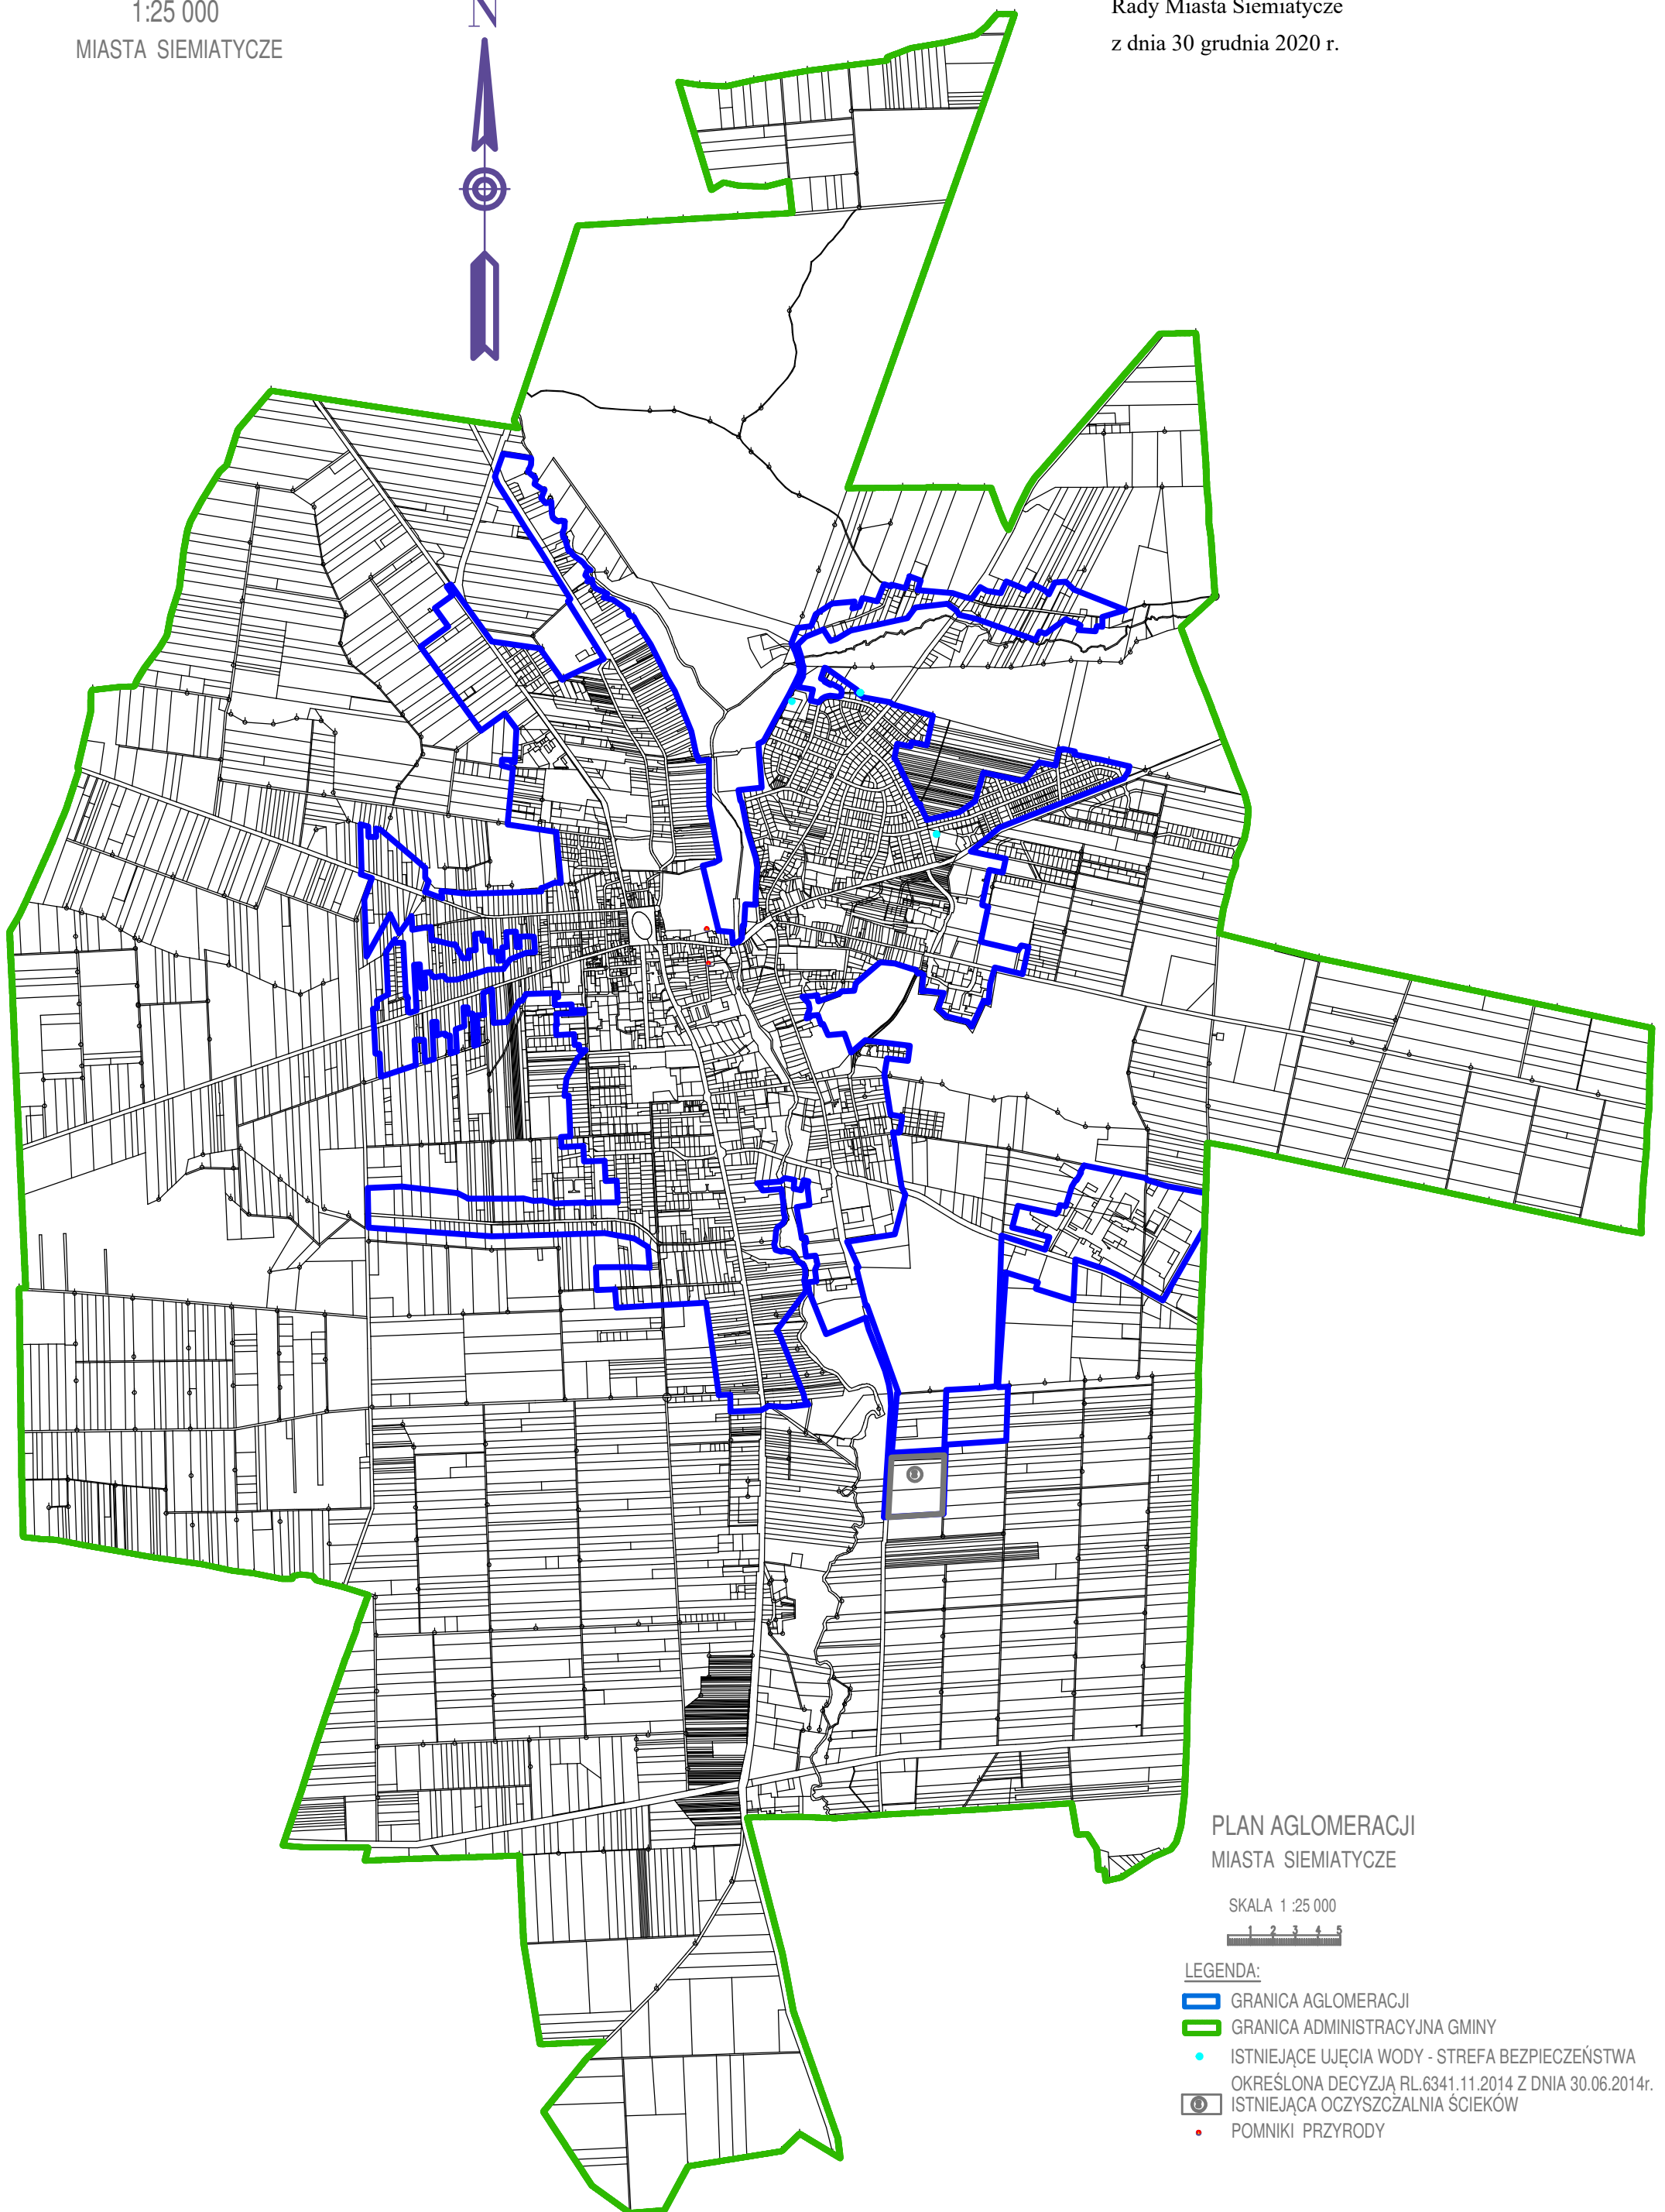 1:25 000
MIASTA SIEMIATYCZE
N
Rady Miasta Siemiatycze
z dnia 30 grudnia 2020 r.
PLAN AGLOMERACJI
MIASTA SIEMIATYCZE
SKALA 1 :25 000
1 2 3 4 5
LEGENDA:
GRANICA AGLOMERACJI
GRANICA ADMINISTRACYJNA GMINY
ISTNIEJĄCE UJĘCIA WODY - STREFA BEZPIECZEŃSTWA
OKREŚLONA DECYZJĄ RL.6341.11.2014 Z DNIA 30.06.2014r.
ISTNIEJĄCA OCZYSZCZALNIA ŚCIEKÓW
POMNIKI PRZYRODY